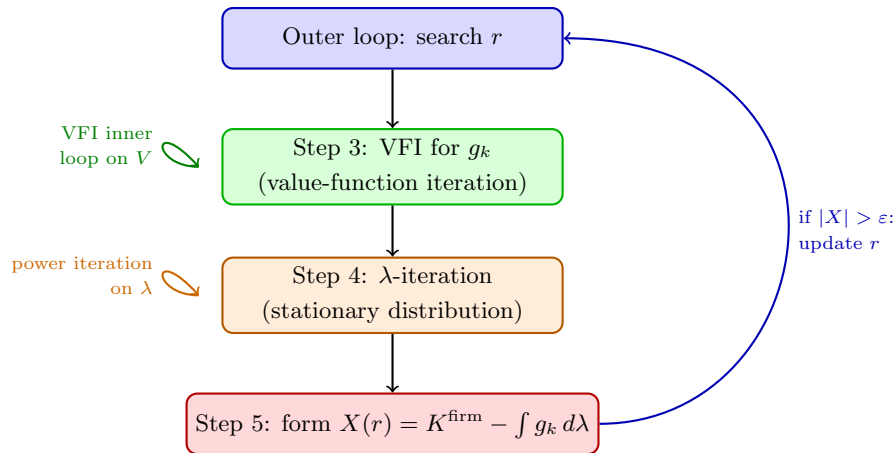 Outer loop: search r
VFI inner
loop on V
Step 3: VFI for g_k
(value-function iteration)
power iteration
on λ
Step 4: λ-iteration
(stationary distribution)
if |X| > ε:
update r
Step 5: form X(r) = K^firm − ∫ g_k dλ